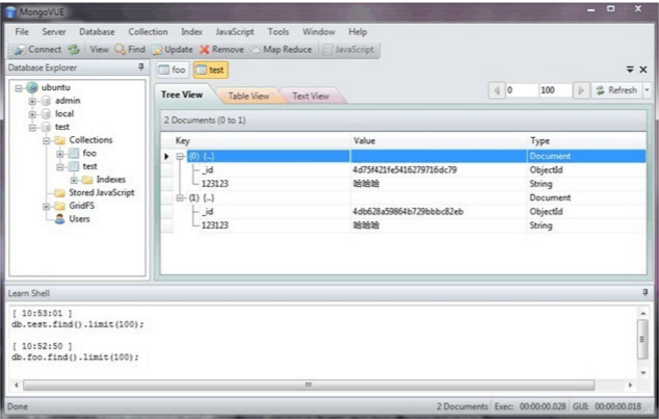 MongoVUE
File Server Database Collection Index JavaScript Tools Window Help
Connect View Find Update Remove Map Reduce JavaScript
Database Explorer
ubuntu
admin
local
test
Collections
foo
test
Indexes
Stored JavaScript
GridFS
Users
foo test
Tree View Table View Text View 0 100 Refresh
2 Documents (0 to 1)
Key Value Type
(0) {..} Document
_id 4d75f421fe5416279716dc79 ObjectId
123123 哈哈哈 String
(1) {..} Document
_id 4db628a59864b729bbbc82eb ObjectId
123123 哈哈哈 String
Learn Shell
[ 10:53:01 ]
db.test.find().limit(100);
[ 10:52:50 ]
db.foo.find().limit(100);
Done 2 Documents Exec: 00:00:00.028 GUI: 00:00:00.018